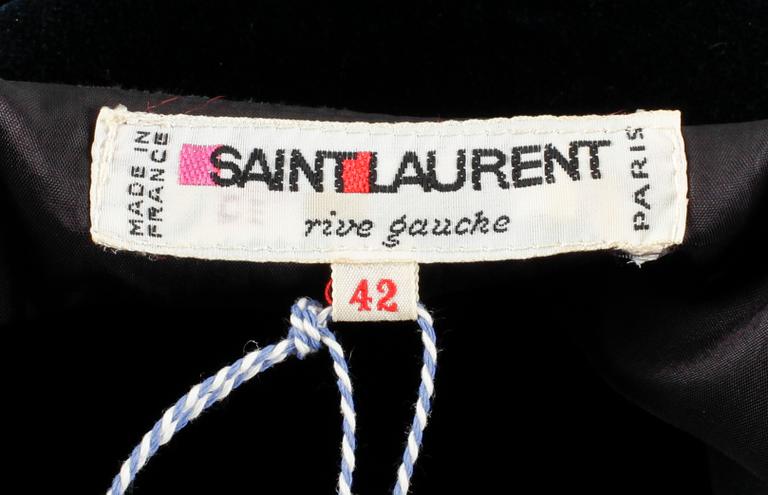 MADE IN
FRANCE
SAINT LAURENT
rive gauche
PARIS
42